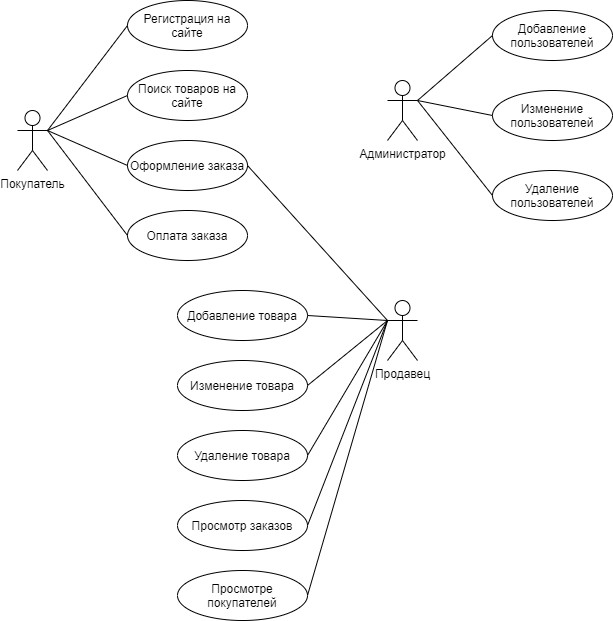 Регистрация на
сайте
Поиск товаров на
сайте
Покупатель
Оформление заказа
Оплата заказа
Добавление
пользователей
Изменение
пользователей
Администратор
Удаление
пользователей
Добавление товара
Продавец
Изменение товара
Удаление товара
Просмотр заказов
Просмотре
покупателей